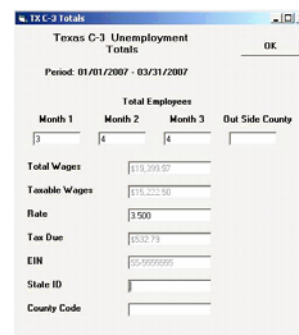 TX C-3 Totals
Texas C-3 Unemployment
Totals
OK
Period: 01/01/2007 - 03/31/2007
Total Employees
Month 1 Month 2 Month 3 Out Side County
3 4 4
Total Wages $19,399.97
Taxable Wages $15,222.50
Rate 3.500
Tax Due $532.79
EIN 55-5555555
State ID
County Code